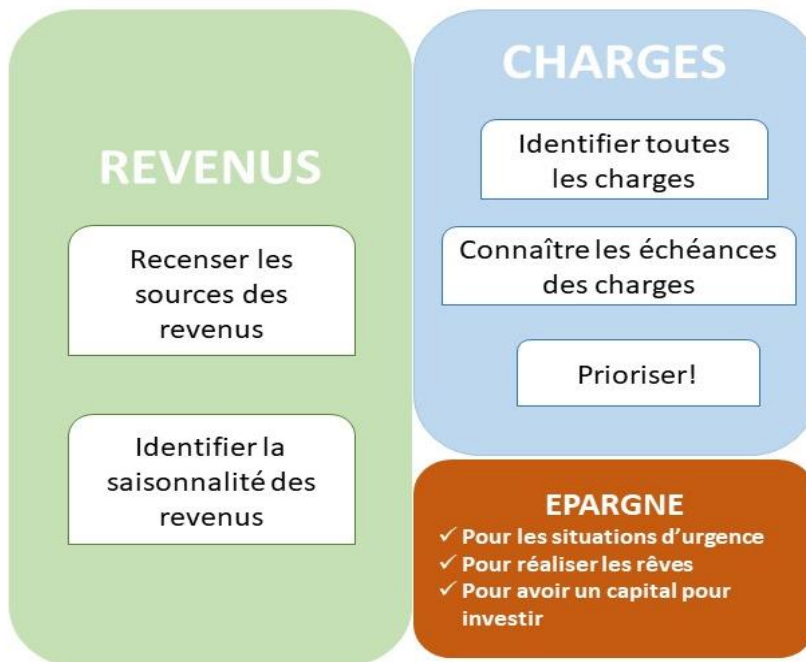 REVENUS
Recenser les
sources des
revenus
Identifier la
saisonnalité des
revenus
CHARGES
Identifier toutes
les charges
Connaître les échéances
des charges
Prioriser!
EPARGNE
✓ Pour les situations d’urgence
✓ Pour réaliser les rêves
✓ Pour avoir un capital pour
investir